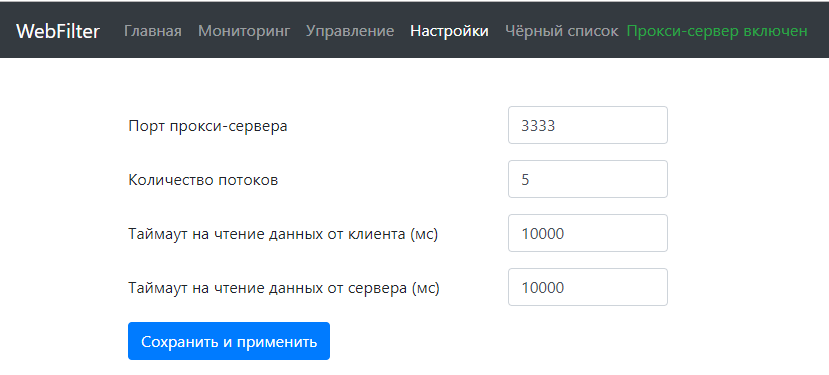 WebFilter Главная Мониторинг Управление Настройки Чёрный список Прокси-сервер включен
Порт прокси-сервера 3333
Количество потоков 5
Таймаут на чтение данных от клиента (мс) 10000
Таймаут на чтение данных от сервера (мс) 10000
Сохранить и применить